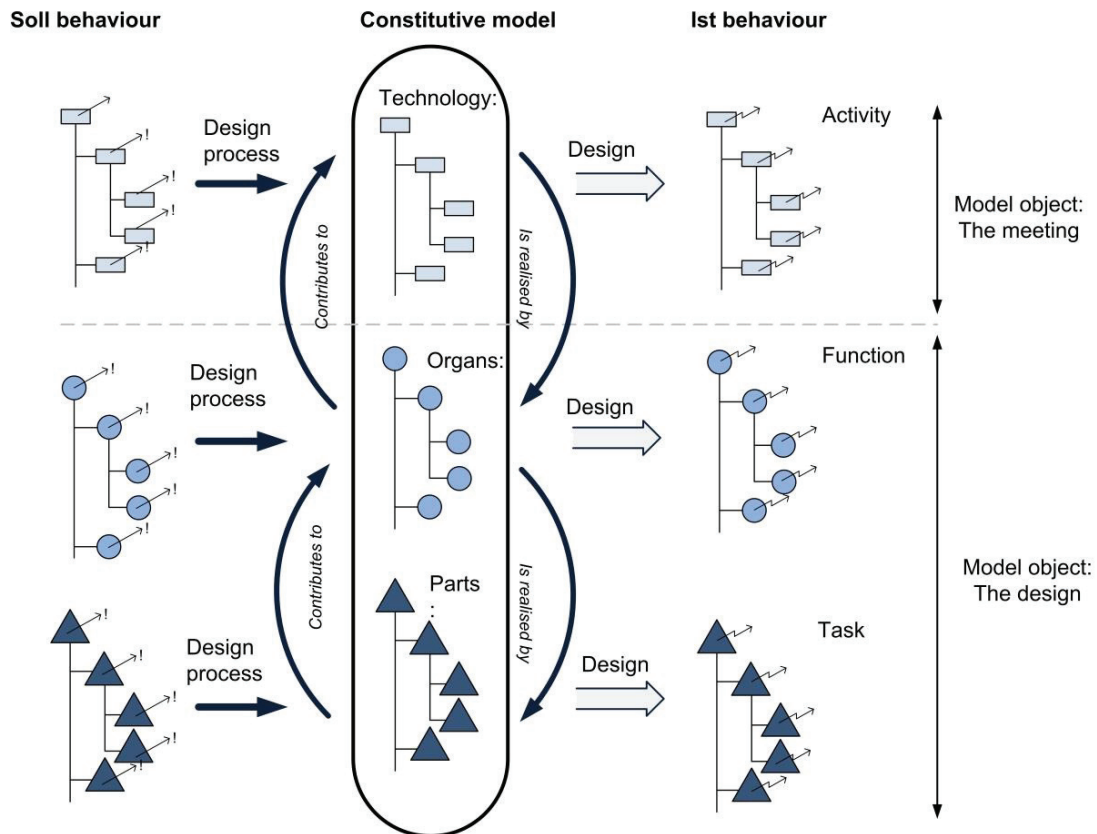 Soll behaviour
Constitutive model
Ist behaviour
Technology:
Activity
!
!
!
!
Design
process
Design
Contributes to
Is realised by
Model object:
The meeting
Organs:
Function
!
!
!
!
!
Design
process
Design
Contributes to
Is realised by
Model object:
The design
Parts
:
Task
!
!
!
!
!
Design
process
Design